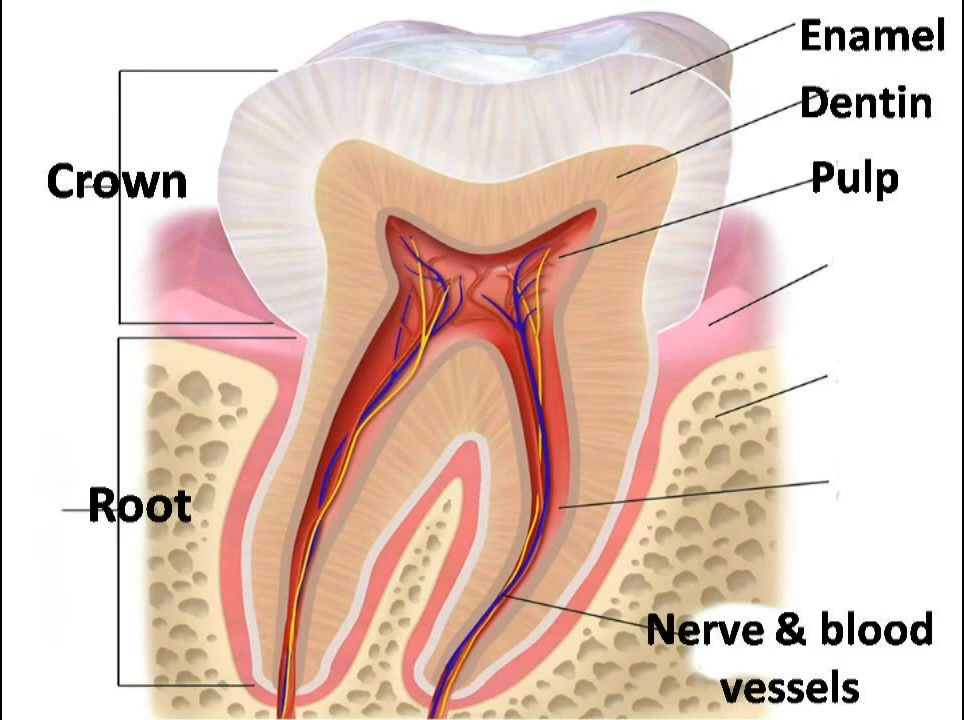 Enamel
Dentin
Pulp
Crown
Root
Nerve & blood
vessels